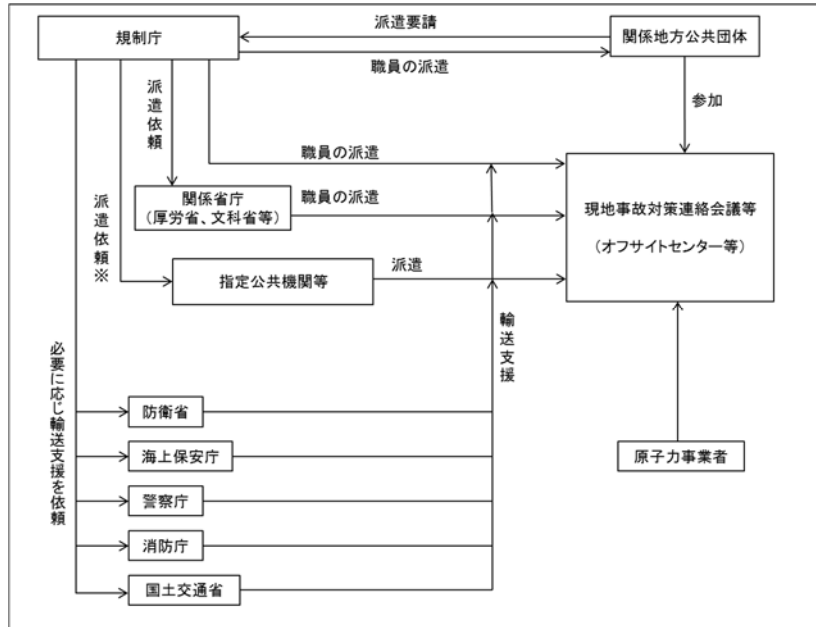 規制庁
派遣要請
関係地方公共団体
職員の派遣
派遣依頼
参加
職員の派遣
派遣依頼※
関係省庁
(厚労省、文科省等)
職員の派遣
現地事故対策連絡会議等
(オフサイトセンター等)
指定公共機関等
派遣
輸送支援
必要に応じ輸送支援を依頼
防衛省
海上保安庁
原子力事業者
警察庁
消防庁
国土交通省